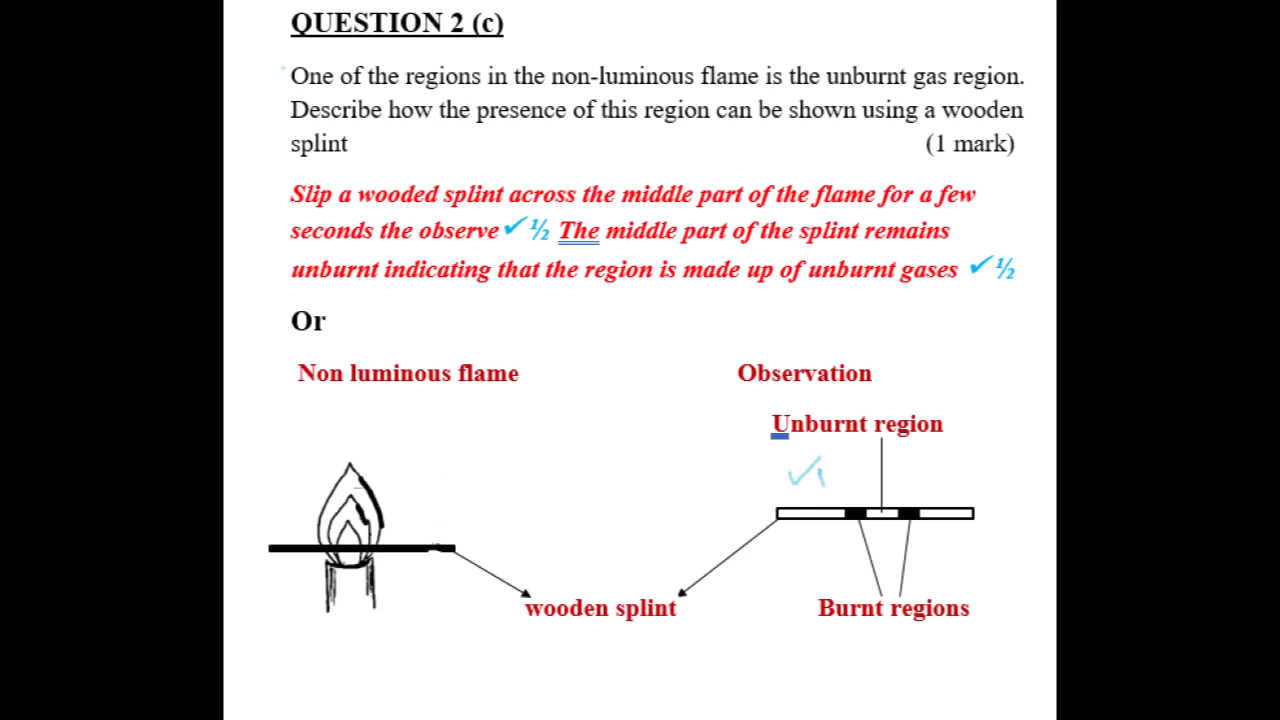 QUESTION 2 (c)
One of the regions in the non-luminous flame is the unburnt gas region.
Describe how the presence of this region can be shown using a wooden
splint (1 mark)
Slip a wooded splint across the middle part of the flame for a few
seconds the observe ✓ ½ The middle part of the splint remains
unburnt indicating that the region is made up of unburnt gases ✓ ½
Or
Non luminous flame Observation
Unburnt region
✓1
wooden splint Burnt regions